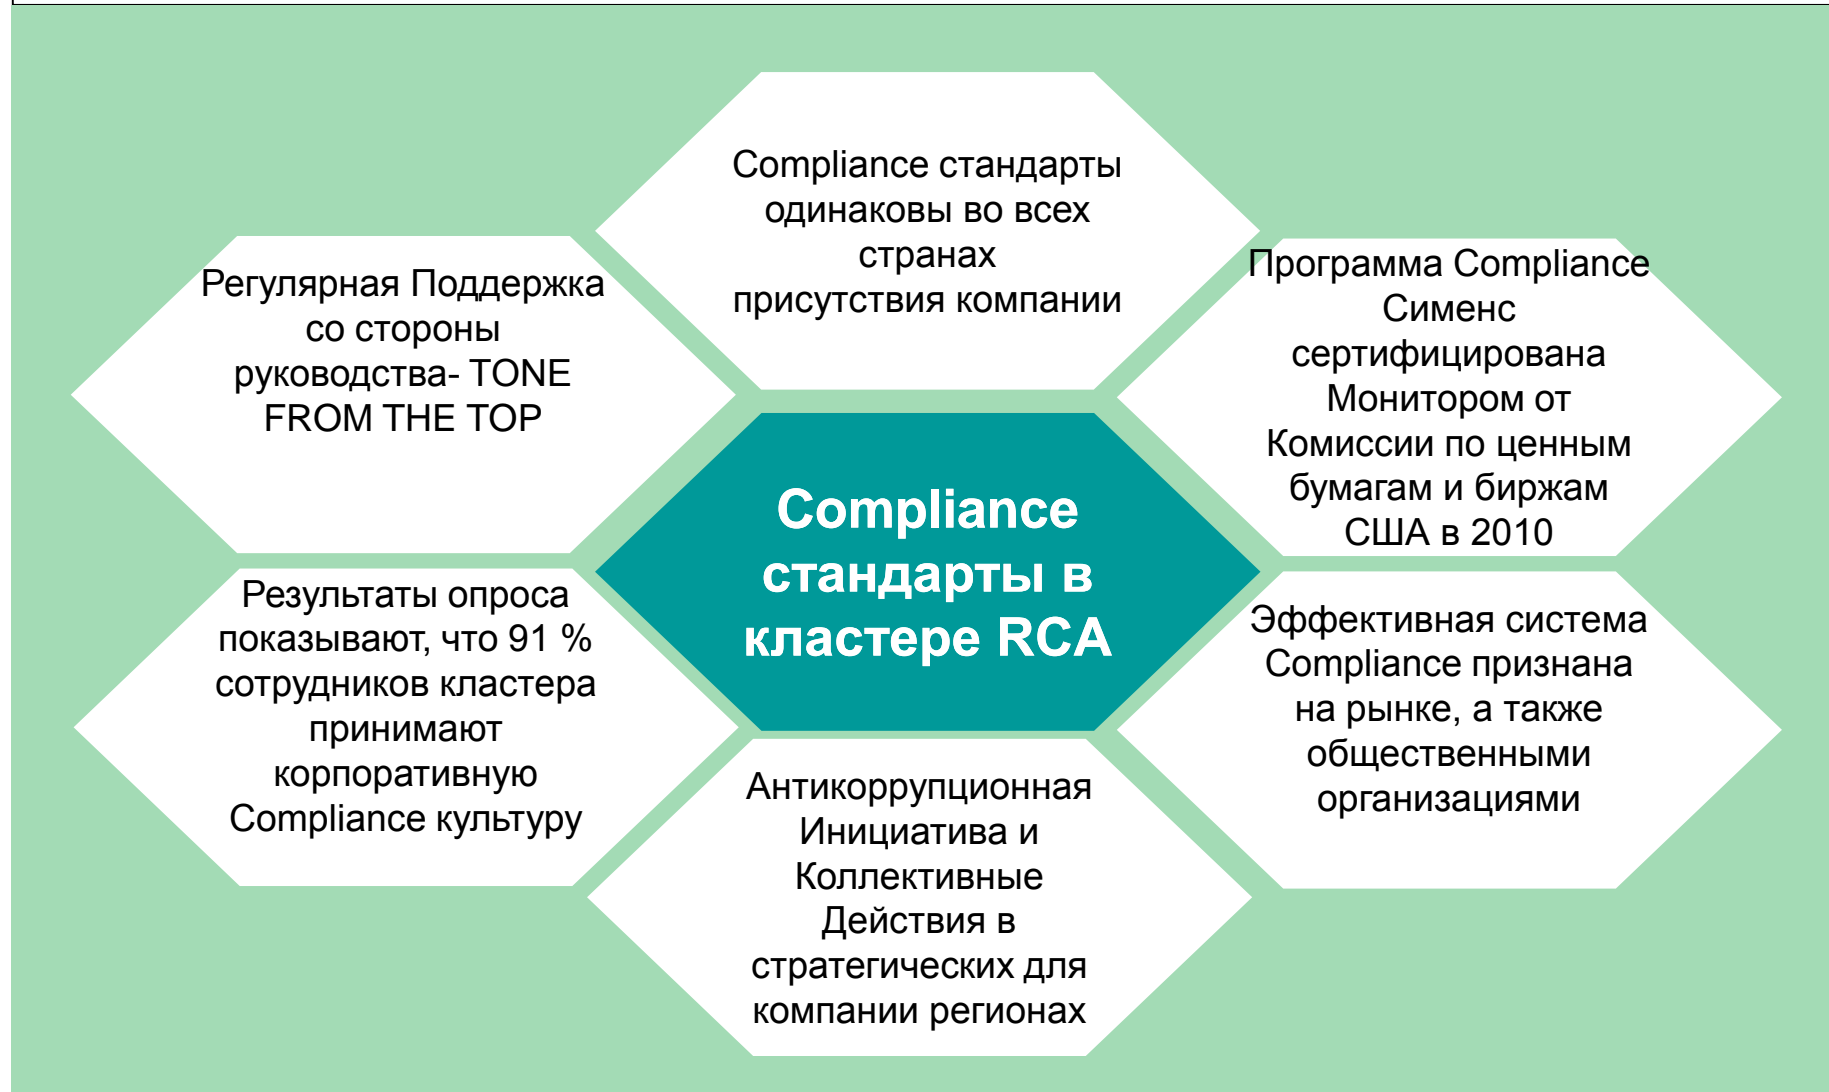 Compliance стандарты
одинаковы во всех
странах
присутствия компании
Регулярная Поддержка
со стороны
руководства- TONE
FROM THE TOP
Программа Compliance
Сименс
сертифицирована
Монитором от
Комиссии по ценным
бумагам и биржам
США в 2010
Compliance
стандарты в
кластере RCA
Результаты опроса
показывают, что 91 %
сотрудников кластера
принимают
корпоративную
Compliance культуру
Эффективная система
Compliance признана
на рынке, а также
общественными
организациями
Антикоррупционная
Инициатива и
Коллективные
Действия в
стратегических для
компании регионах